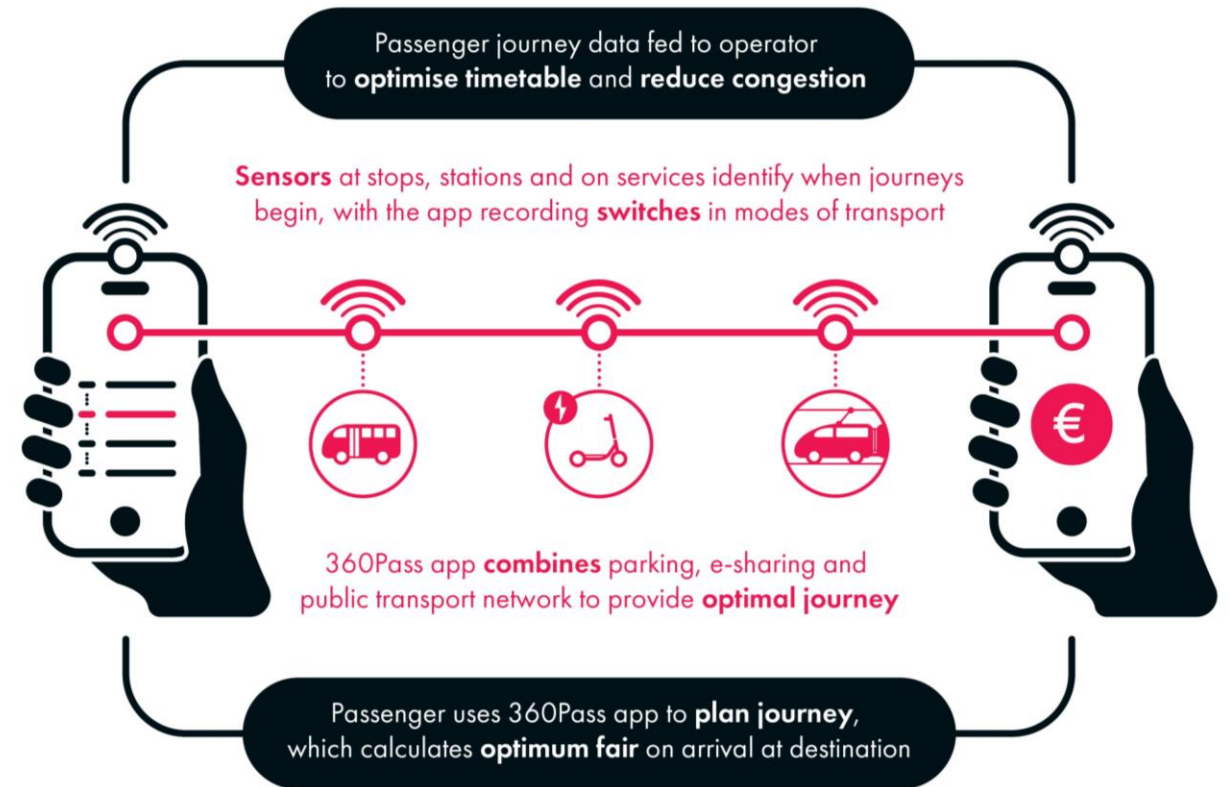 Passenger journey data fed to operator
to optimise timetable and reduce congestion
Sensors at stops, stations and on services identify when journeys
begin, with the app recording switches in modes of transport
€
360Pass app combines parking, e-sharing and
public transport network to provide optimal journey
Passenger uses 360Pass app to plan journey,
which calculates optimum fair on arrival at destination